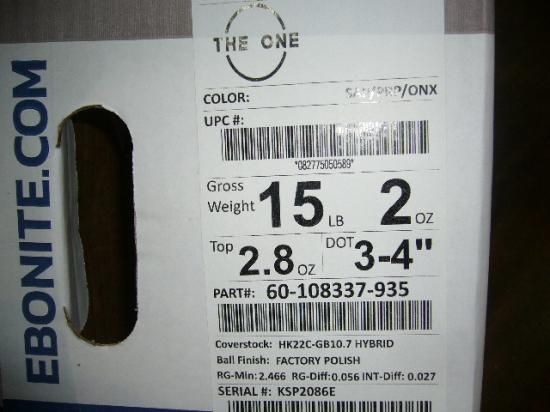 THE ONE
COLOR: /ONX
UPC #:
*082775050589*
Gross Weight 15 LB 2 OZ
Top 2.8 OZ DOT 3-4"
PART#: 60-108337-935
Coverstock: HK22C-GB10.7 HYBRID
Ball Finish: FACTORY POLISH
RG-Min: 2.466 RG-Diff: 0.056 INT-Diff: 0.027
SERIAL #: KSP2086E
EBONITE.COM